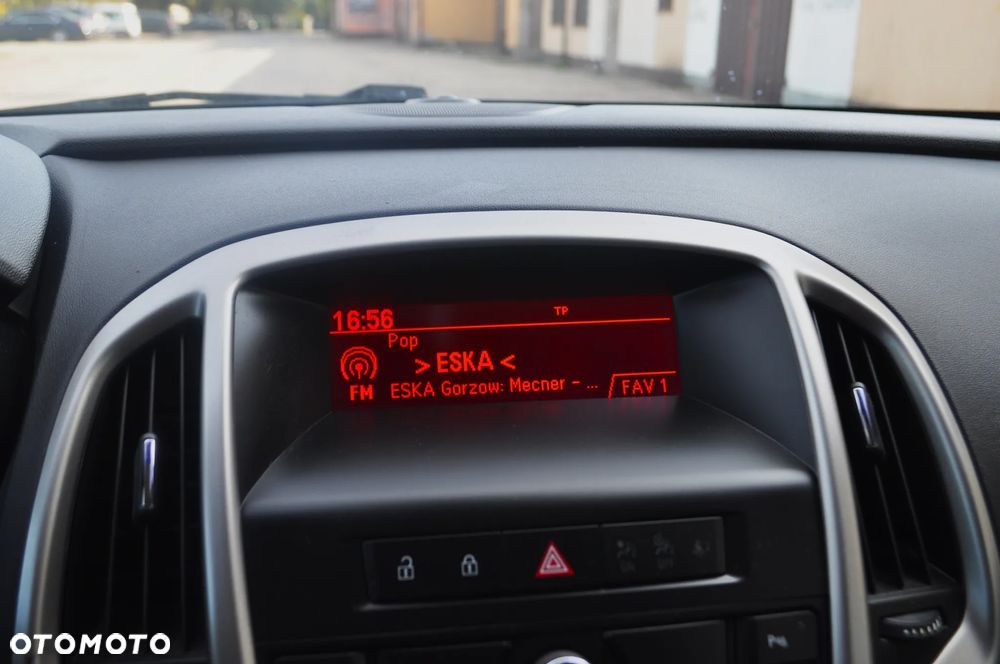 16:56 TP
Pop
> ESKA <
FM ESKA Gorzow: Mecner - ... FAV 1
OTOMOTO